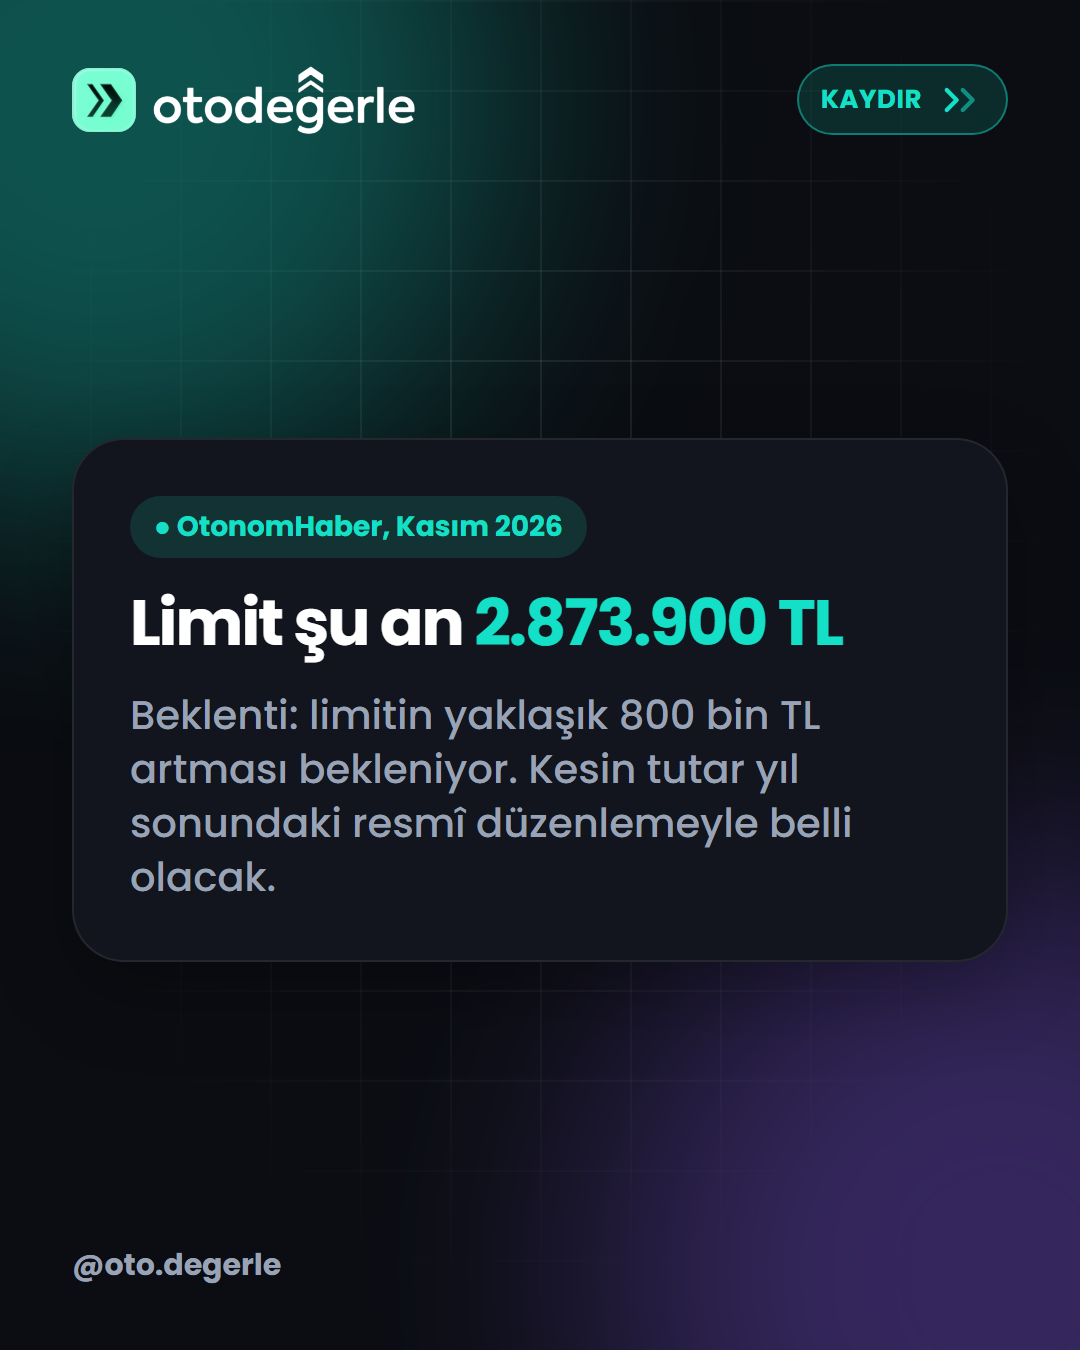 otodeğerle
KAYDIR
• OtonomHaber, Kasım 2026
Limit şu an 2.873.900 TL
Beklenti: limitin yaklaşık 800 bin TL
artması bekleniyor. Kesin tutar yıl
sonundaki resmî düzenlemeyle belli
olacak.
@oto.degerle